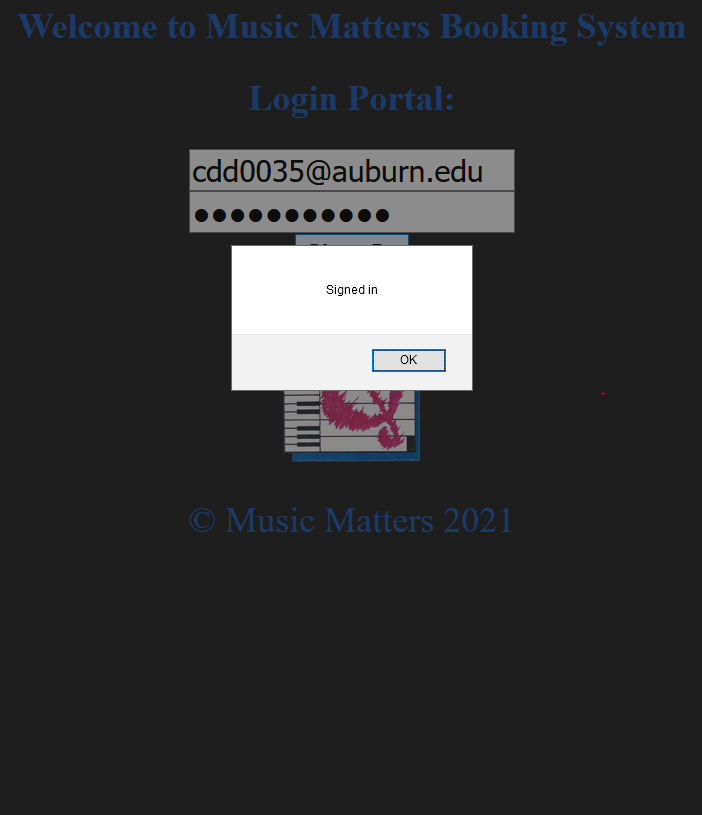 Welcome to Music Matters Booking System
Login Portal:
cdd0035@auburn.edu
●●●●●●●●●●●
Signed in
OK
© Music Matters 2021